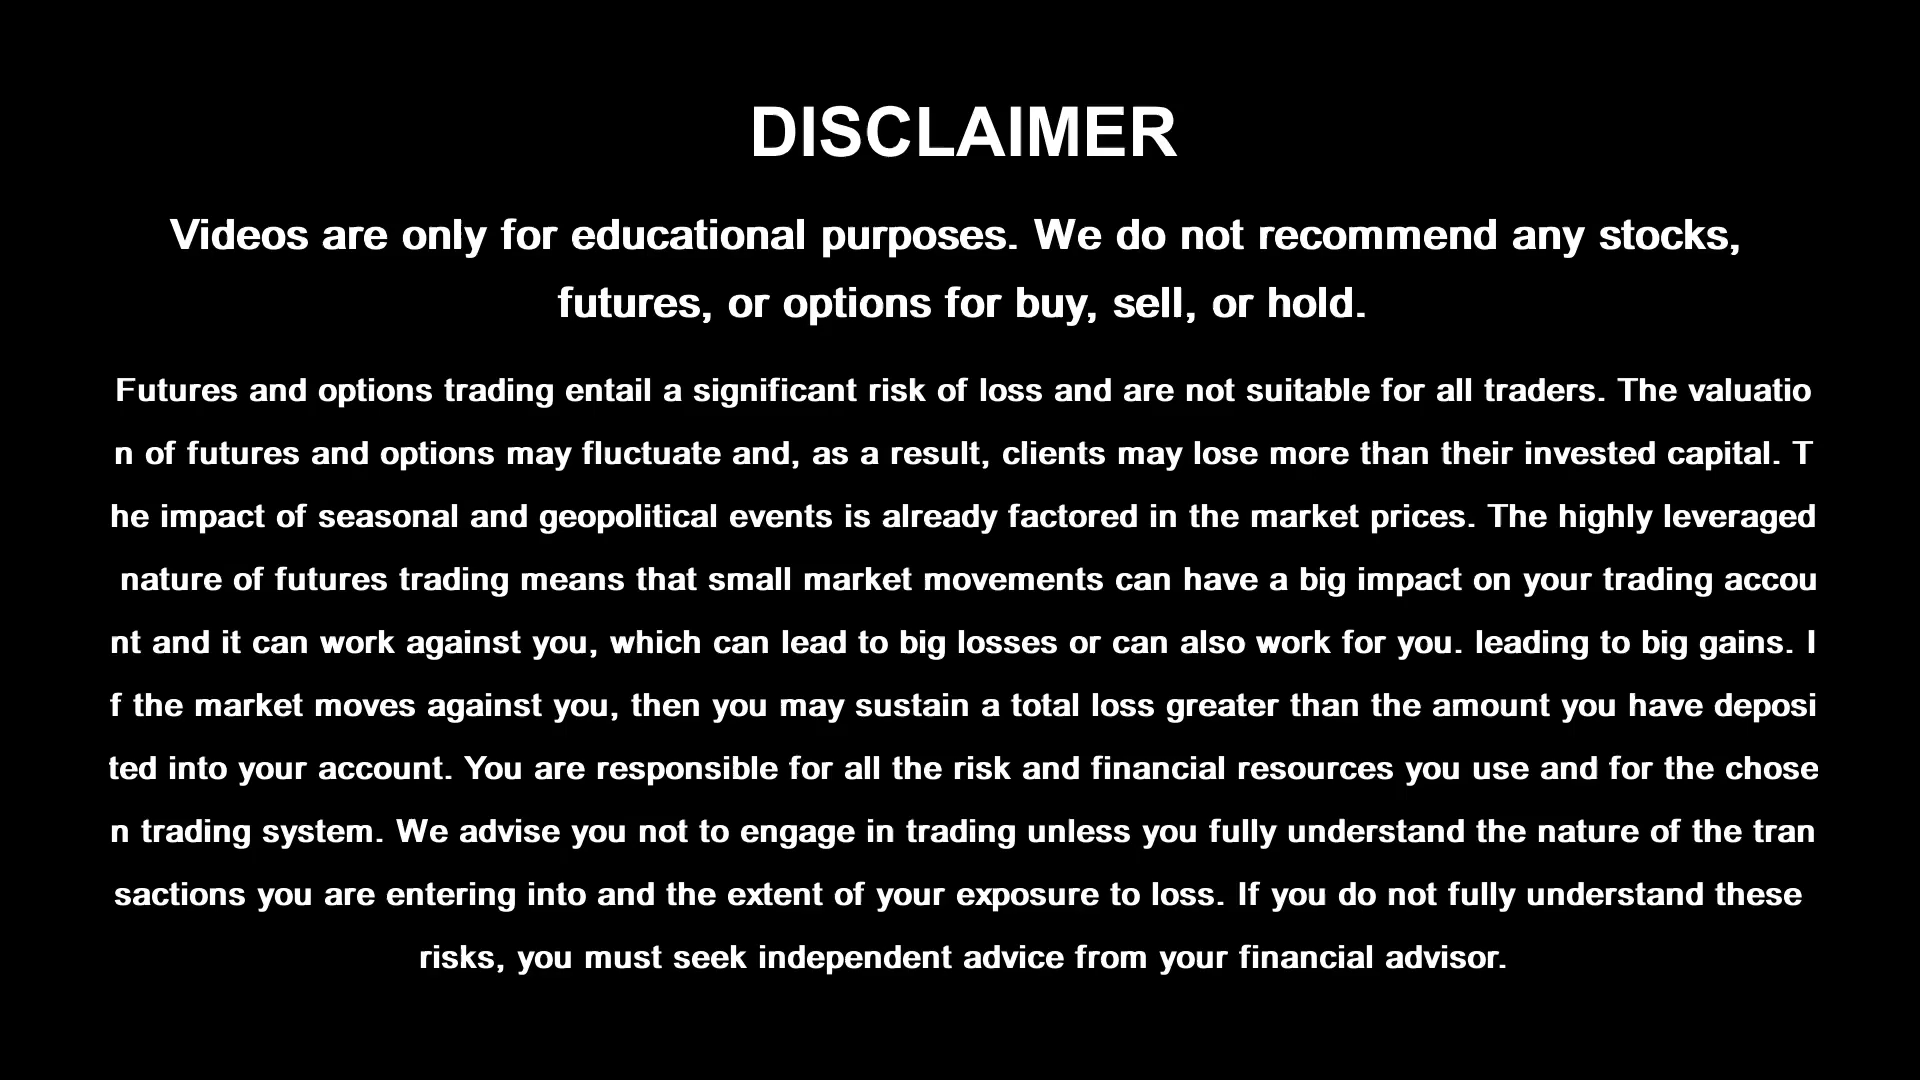 DISCLAIMER
Videos are only for educational purposes. We do not recommend any stocks,
futures, or options for buy, sell, or hold.
Futures and options trading entail a significant risk of loss and are not suitable for all traders. The valuatio
n of futures and options may fluctuate and, as a result, clients may lose more than their invested capital. T
he impact of seasonal and geopolitical events is already factored in the market prices. The highly leveraged
nature of futures trading means that small market movements can have a big impact on your trading accou
nt and it can work against you, which can lead to big losses or can also work for you. leading to big gains. I
f the market moves against you, then you may sustain a total loss greater than the amount you have deposi
ted into your account. You are responsible for all the risk and financial resources you use and for the chose
n trading system. We advise you not to engage in trading unless you fully understand the nature of the tran
sactions you are entering into and the extent of your exposure to loss. If you do not fully understand these
risks, you must seek independent advice from your financial advisor.